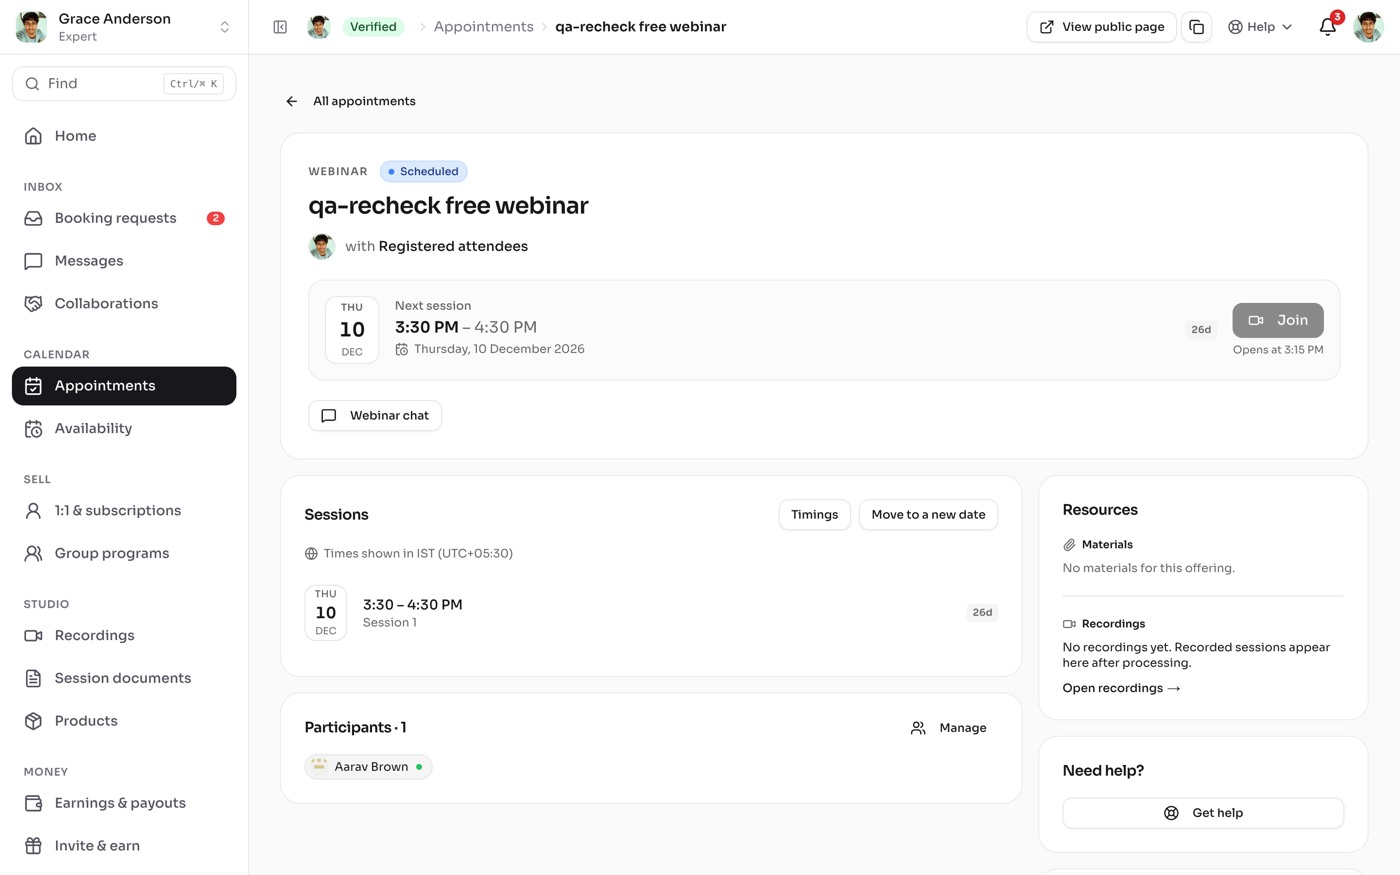 Grace Anderson
Expert
Find
Ctrl/⌘ K
Home
INBOX
Booking requests
2
Messages
Collaborations
CALENDAR
Appointments
Availability
SELL
1:1 & subscriptions
Group programs
STUDIO
Recordings
Session documents
Products
MONEY
Earnings & payouts
Invite & earn
Verified
Appointments
qa-recheck free webinar
View public page
Help
3
All appointments
WEBINAR
Scheduled
qa-recheck free webinar
with Registered attendees
THU
10
DEC
Next session
3:30 PM – 4:30 PM
Thursday, 10 December 2026
26d
Join
Opens at 3:15 PM
Webinar chat
Sessions
Timings
Move to a new date
Times shown in IST (UTC+05:30)
THU
10
DEC
3:30 – 4:30 PM
Session 1
26d
Participants · 1
Manage
Aarav Brown
Resources
Materials
No materials for this offering.
Recordings
No recordings yet. Recorded sessions appear
here after processing.
Open recordings →
Need help?
Get help